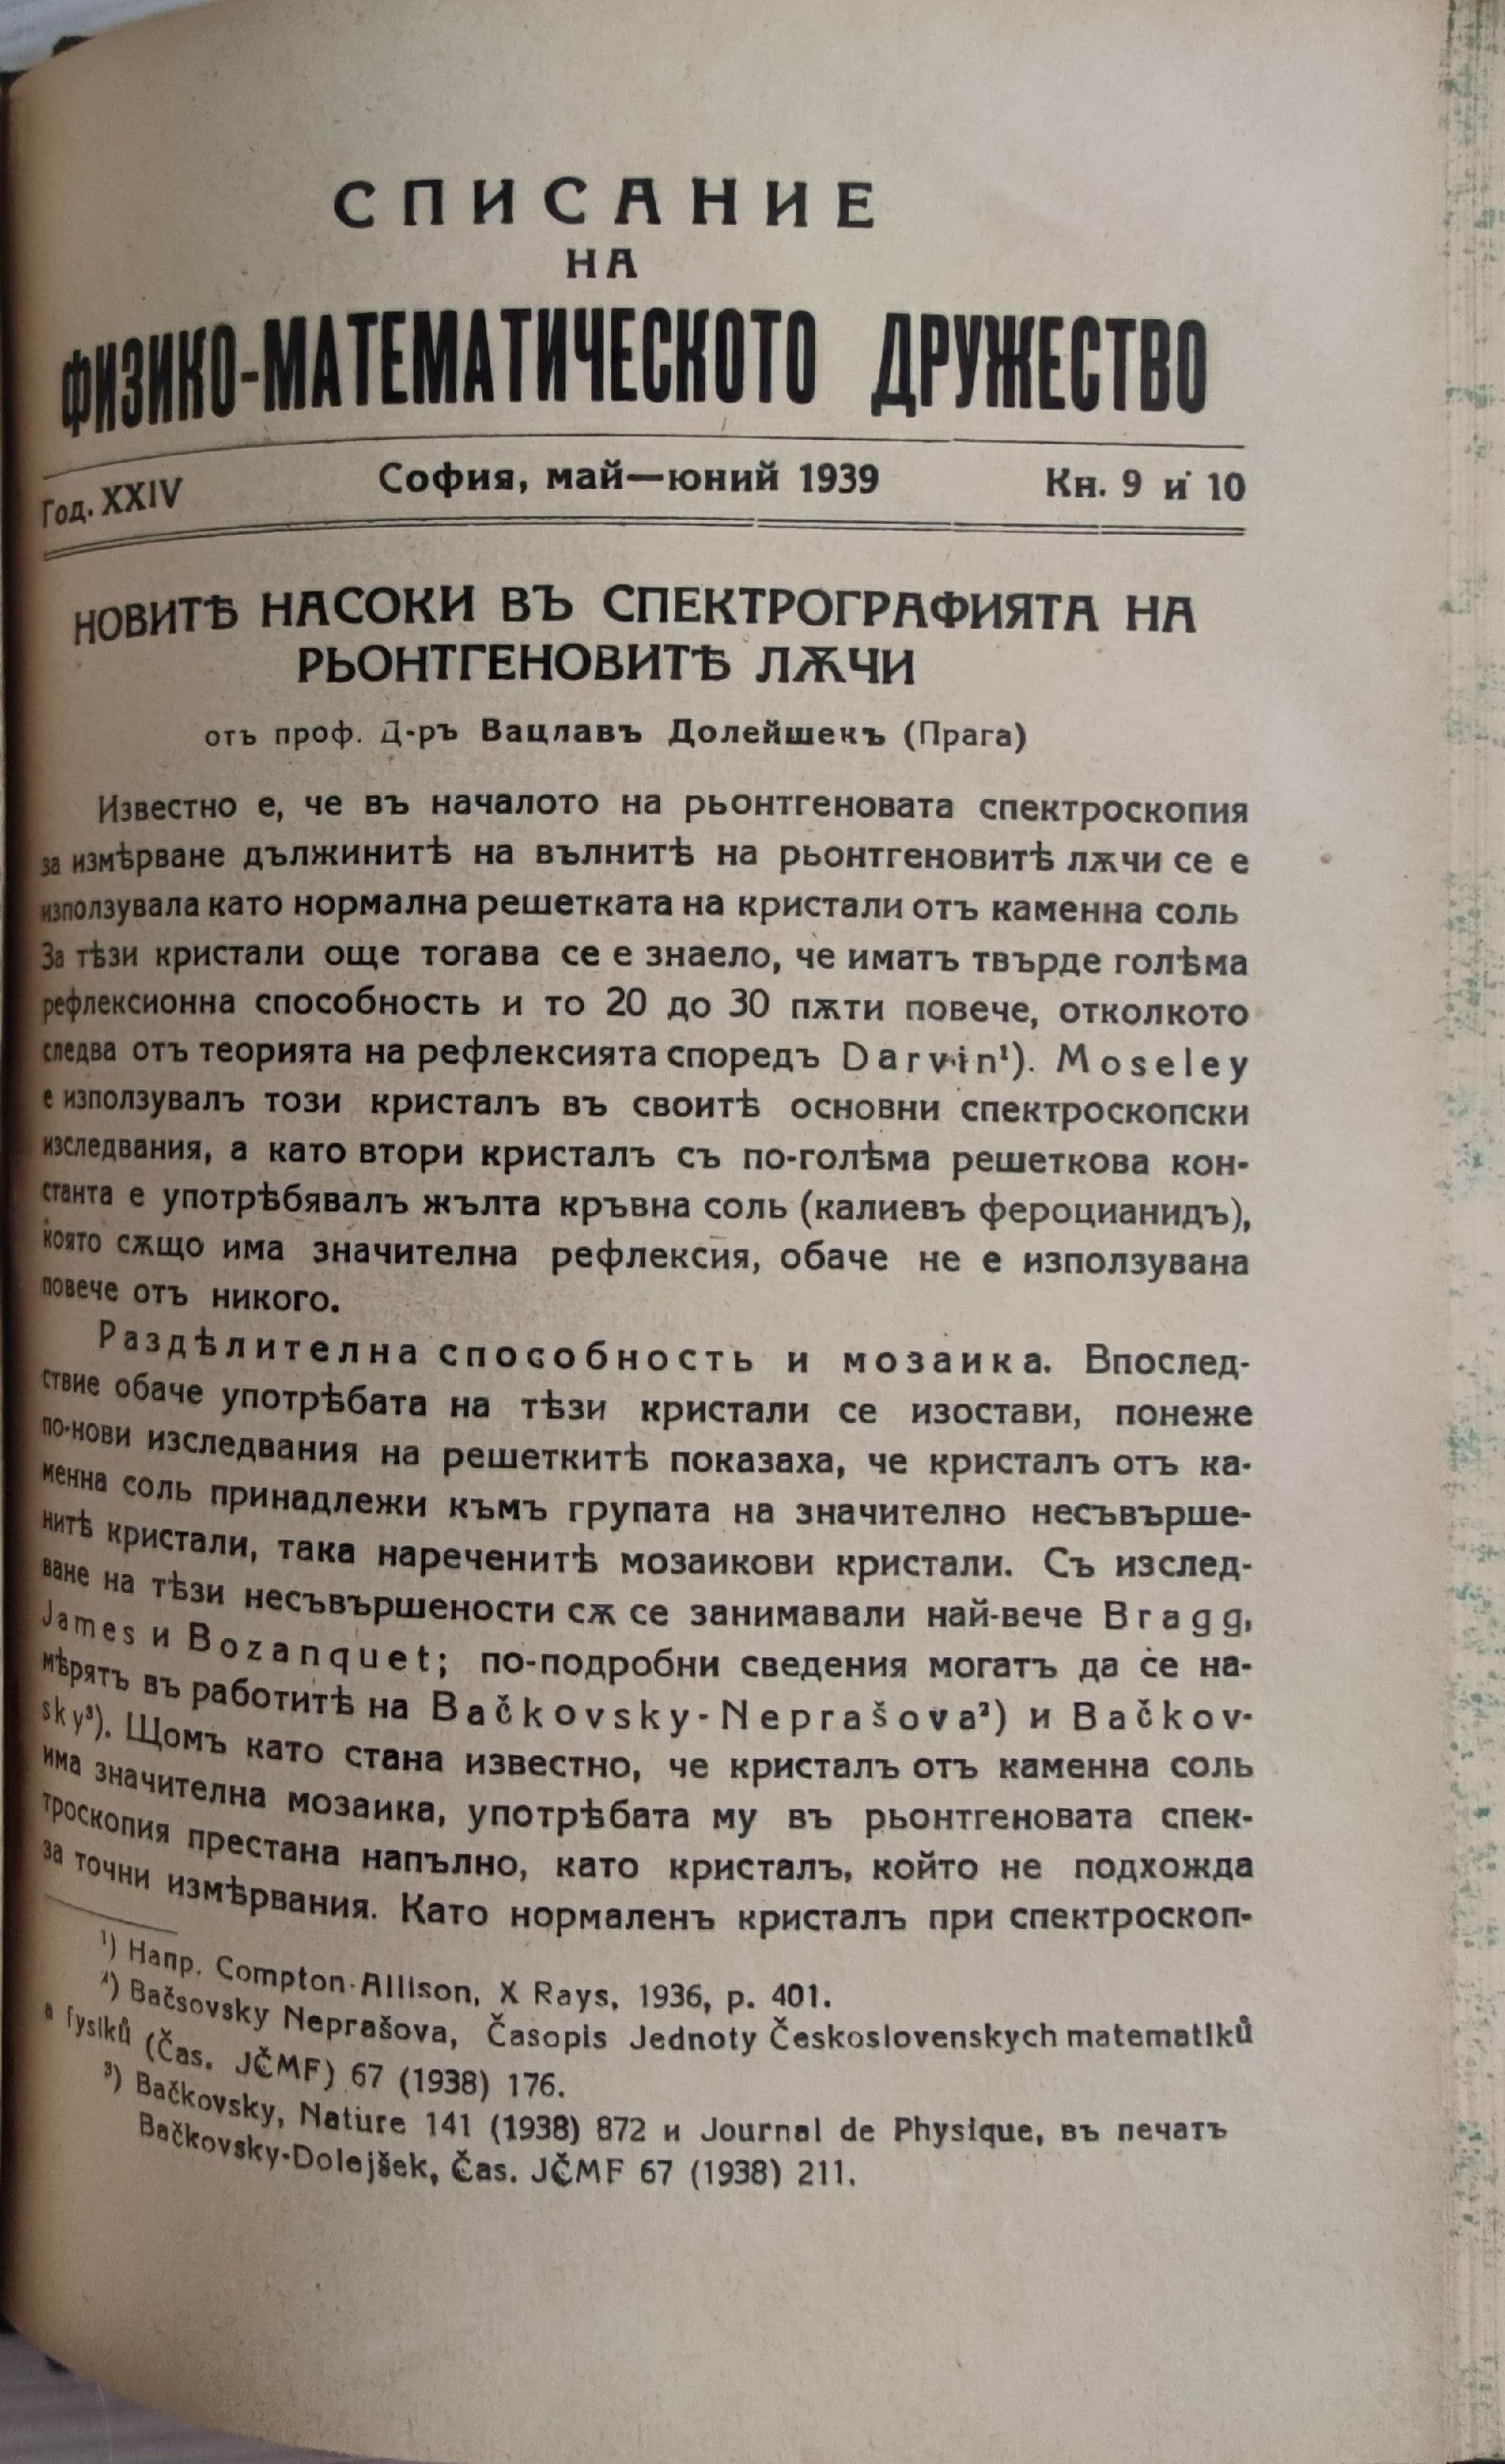 СПИСАНИЕ
НА
ФИЗИКО-МАТЕМАТИЧЕСКОТО ДРУЖЕСТВО
Год. XXIV София, май—юний 1939 Кн. 9 и 10
НОВИТѢ НАСОКИ ВЪ СПЕКТРОГРАФИЯТА НА
РЬОНТГЕНОВИТѢ ЛѪЧИ
отъ проф. Д-ръ Вацлавъ Долейшекъ (Прага)
Известно е, че въ началото на рьонтгеновата спектроскопия
за измѣрване дължинитѣ на вълнитѣ на рьонтгеновитѣ лѫчи се е
използувала като нормална решетката на кристали отъ каменна соль
За тѣзи кристали още тогава се е знаело, че иматъ твърде голѣма
рефлексионна способность и то 20 до 30 пѫти повече, отколкото
следва отъ теорията на рефлексията споредъ Darvin¹). Moseley
е използувалъ този кристалъ въ своитѣ основни спектроскопски
изследвания, а като втори кристалъ съ по-голѣма решеткова кон-
станта е употрѣбявалъ жълта кръвна соль (калиевъ фероцианидъ),
която сѫщо има значителна рефлексия, обаче не е използувана
повече отъ никого.
Раздѣлителна способность и мозаика. Впослед-
ствие обаче употрѣбата на тѣзи кристали се изостави, понеже
по-нови изследвания на решеткитѣ показаха, че кристалъ отъ ка-
менна соль принадлежи къмъ групата на значително несъвърше-
нитѣ кристали, така нареченитѣ мозаикови кристали. Съ изслед-
ване на тѣзи несъвършености сѫ се занимавали най-вече Bragg,
James и Bozanquet; по-подробни сведения могатъ да се на-
мѣрятъ въ работитѣ на Bačkovsky-Neprašova²) и Bačkov-
sky³). Щомъ като стана известно, че кристалъ отъ каменна соль
има значителна мозаика, употрѣбата му въ рьонтгеновата спек-
троскопия престана напълно, като кристалъ, който не подхожда
за точни измѣрвания. Като нормаленъ кристалъ при спектроскоп-
¹) Напр. Compton-Allison, X Rays, 1936, p. 401.
²) Bačsovsky Neprašova, Časopis Jednoty Československych matematiků
a fysiků (Čas. JČMF) 67 (1938) 176.
³) Bačkovsky, Nature 141 (1938) 872 и Journal de Physique, въ печатъ
Bačkovsky-Dolejšek, Čas. JČMF 67 (1938) 211.